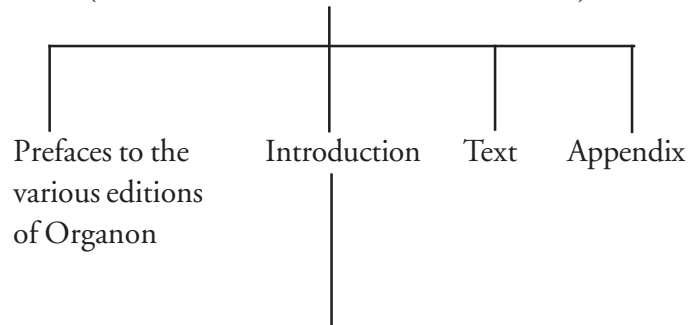 Prefaces to the
various editions
of Organon
Introduction
Text
Appendix